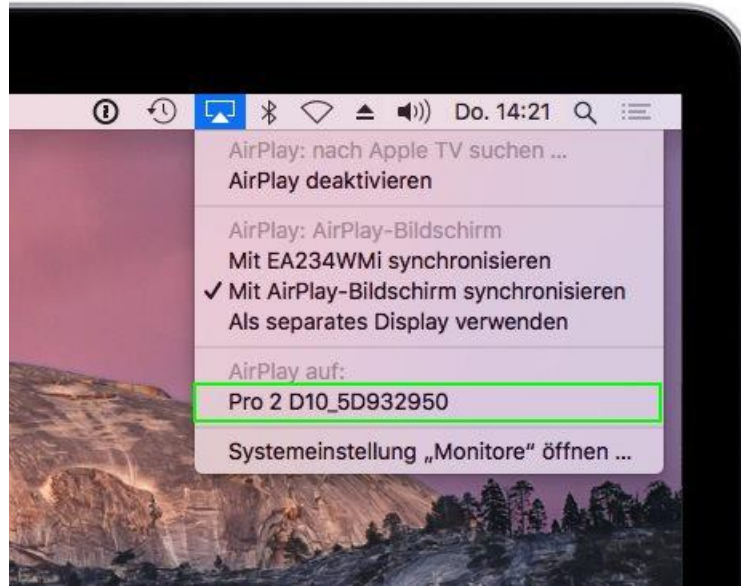 Do. 14:21
AirPlay: nach Apple TV suchen ...
AirPlay deaktivieren
AirPlay: AirPlay-Bildschirm
Mit EA234WMi synchronisieren
✓ Mit AirPlay-Bildschirm synchronisieren
Als separates Display verwenden
AirPlay auf:
Pro 2 D10_5D932950
Systemeinstellung „Monitore“ öffnen ...